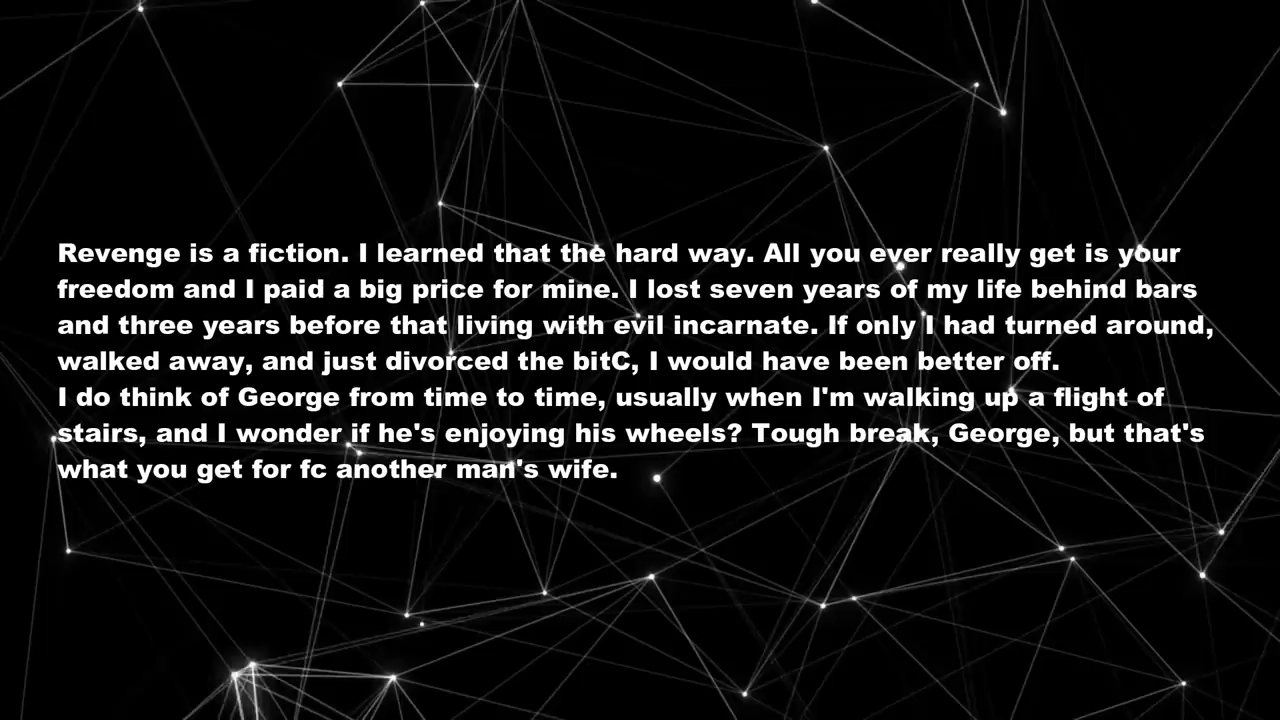 Revenge is a fiction. I learned that the hard way. All you ever really get is your
freedom and I paid a big price for mine. I lost seven years of my life behind bars
and three years before that living with evil incarnate. If only I had turned around,
walked away, and just divorced the bitC, I would have been better off.
I do think of George from time to time, usually when I'm walking up a flight of
stairs, and I wonder if he's enjoying his wheels? Tough break, George, but that's
what you get for fc another man's wife.